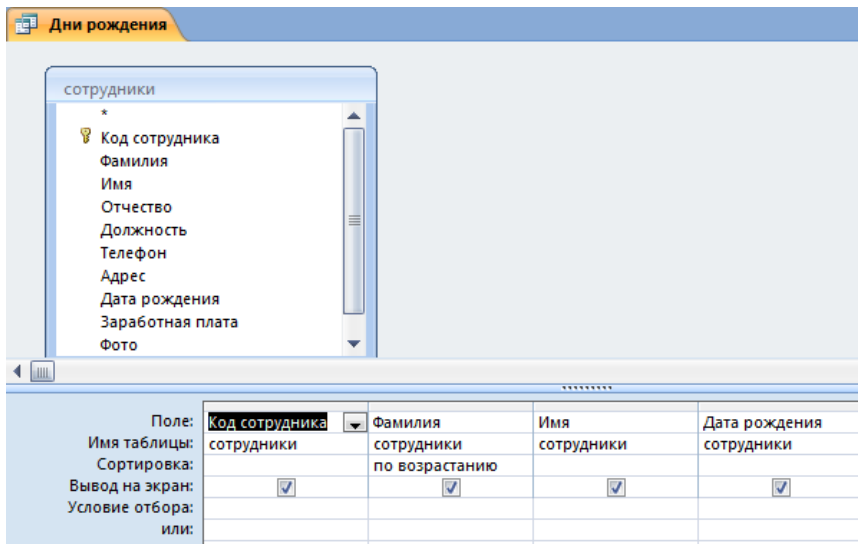 Дни рождения
сотрудники
*
Код сотрудника
Фамилия
Имя
Отчество
Должность
Телефон
Адрес
Дата рождения
Заработная плата
Фото
Поле: Код сотрудника Фамилия Имя Дата рождения
Имя таблицы: сотрудники сотрудники сотрудники сотрудники
Сортировка: по возрастанию
Вывод на экран:
Условие отбора:
или: